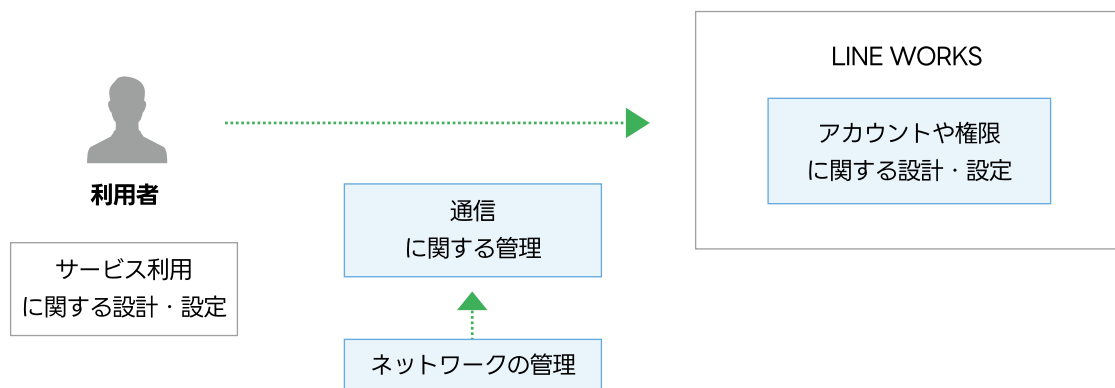 LINE WORKS
アカウントや権限
に関する設計・設定
利用者
通信
に関する管理
サービス利用
に関する設計・設定
ネットワークの管理